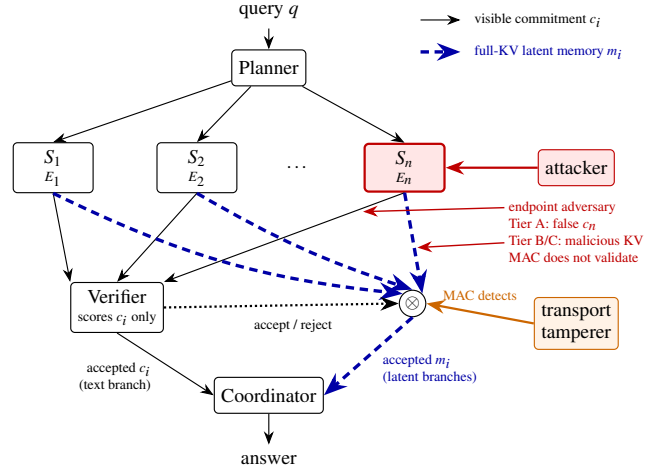 query q
visible commitment c_i
full-KV latent memory m_i
Planner
S_1
E_1
S_2
E_2
...
S_n
E_n
attacker
endpoint adversary
Tier A: false c_n
Tier B/C: malicious KV
MAC does not validate
Verifier
scores c_i only
accept / reject
⊗
MAC detects
transport
tamperer
accepted c_i
(text branch)
accepted m_i
(latent branches)
Coordinator
answer